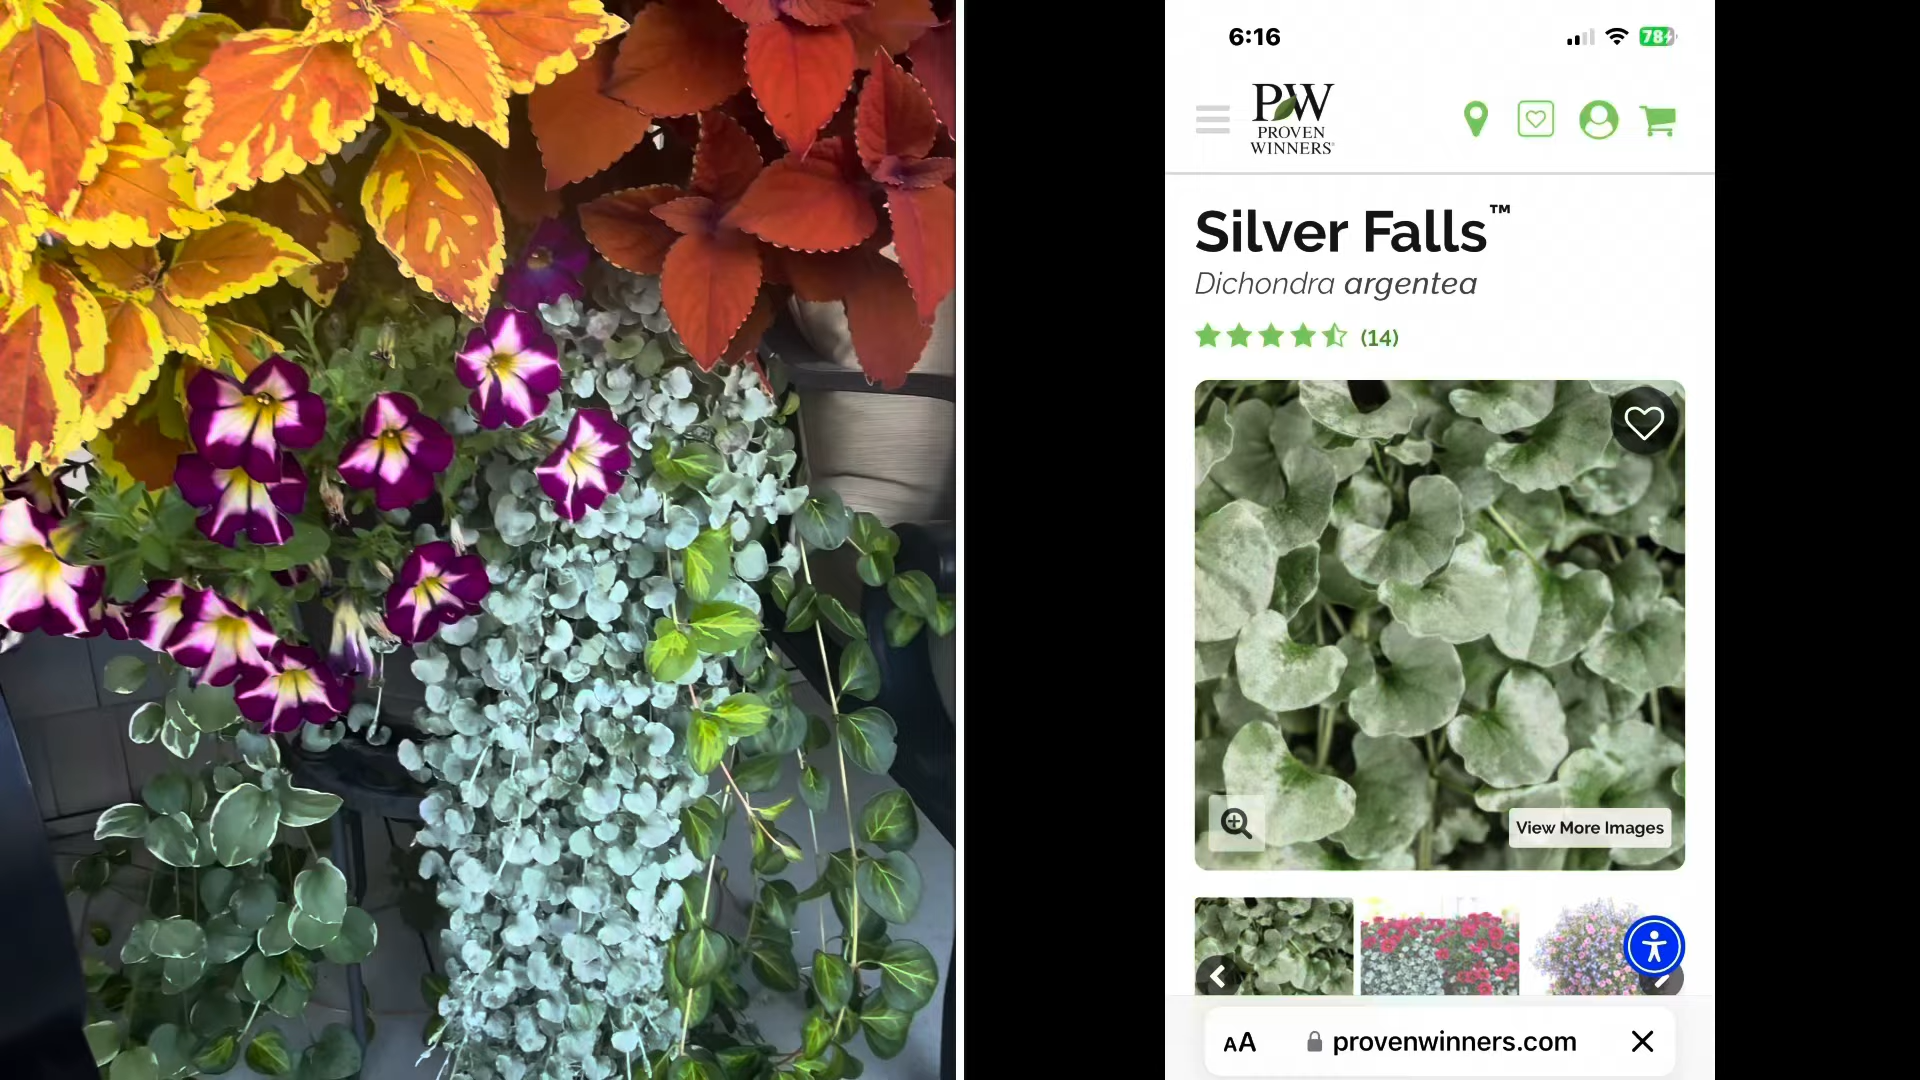 6:16
78
PW
PROVEN
WINNERS®
Silver Falls™
Dichondra argentea
(14)
View More Images
AA provenwinners.com